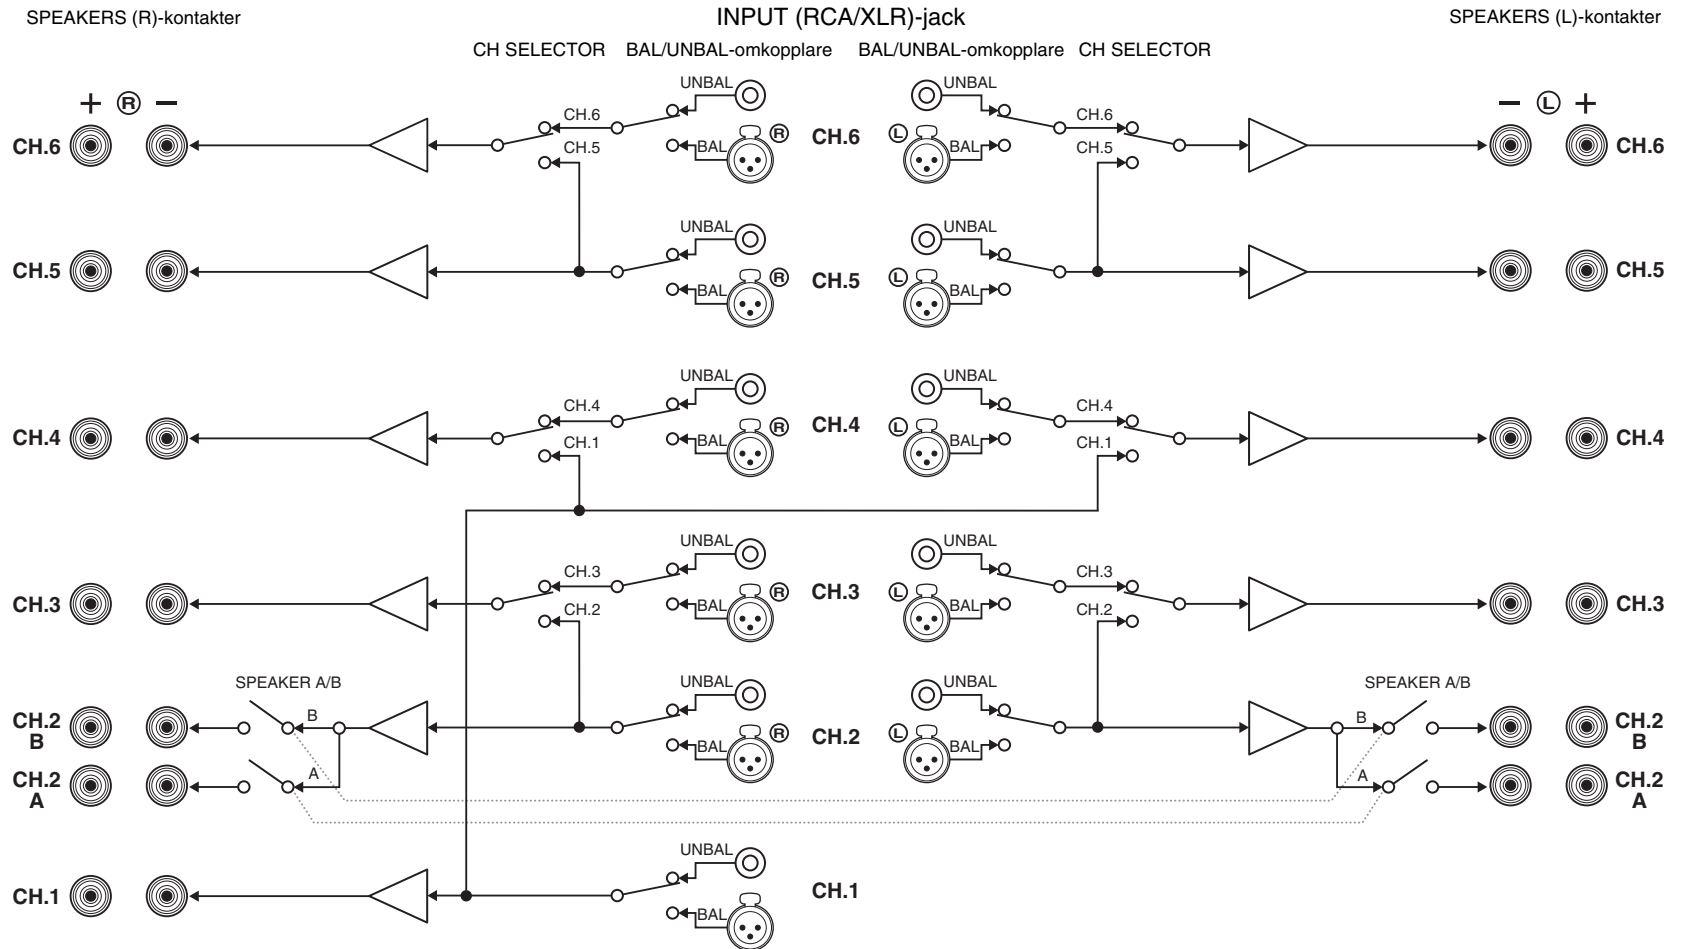 SPEAKERS (R)-kontakter INPUT (RCA/XLR)-jack SPEAKERS (L)-kontakter
CH SELECTOR BAL/UNBAL-omkopplare BAL/UNBAL-omkopplare CH SELECTOR
UNBAL UNBAL
+ R − − L +
CH.6 CH.6
CH.6 R CH.6 L CH.6
BAL CH.5 BAL CH.5
UNBAL UNBAL
CH.5 R CH.5 L CH.5
BAL BAL
UNBAL UNBAL
CH.4 CH.4
CH.4 R CH.4 L CH.4
CH.1 BAL BAL CH.1
UNBAL UNBAL
CH.3 CH.3
CH.3 R CH.3 L CH.3
CH.2 BAL BAL CH.2
SPEAKER A/B UNBAL UNBAL SPEAKER A/B
CH.2 B B R CH.2 L B CH.2 B
BAL BAL
CH.2 A A A CH.2 A
UNBAL
CH.1 CH.1
BAL